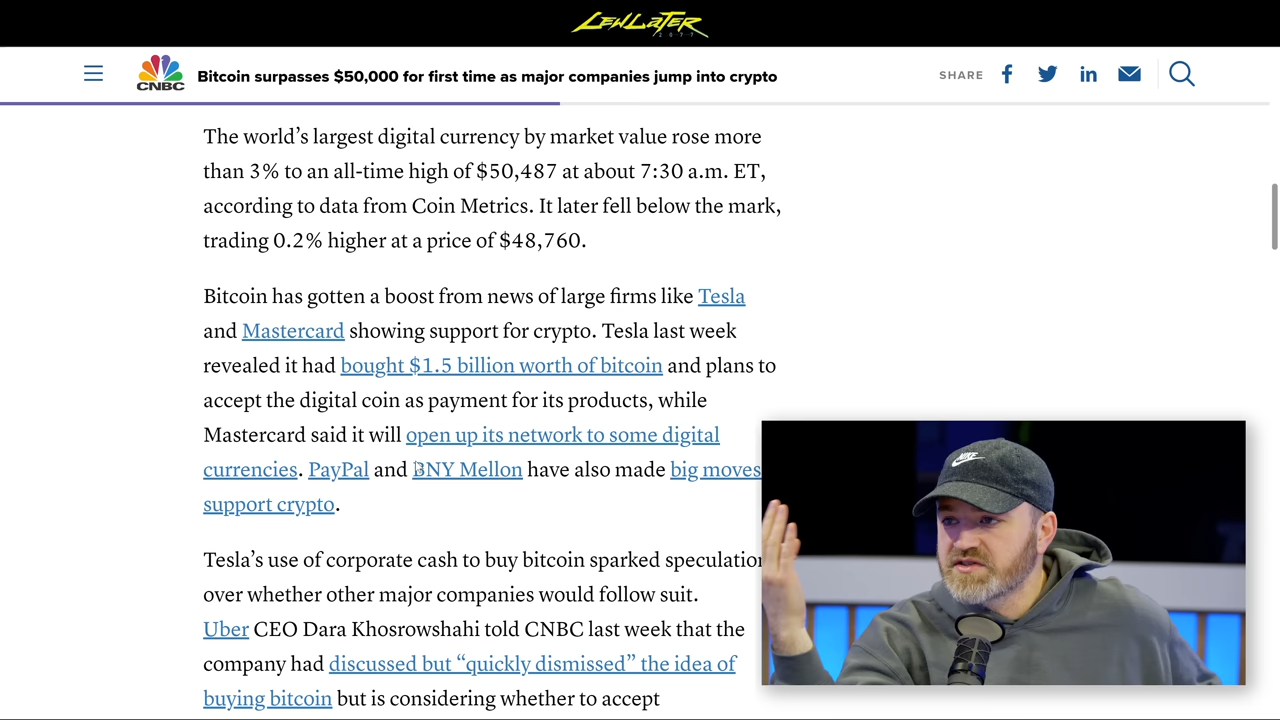 LEWLATER
2077
CNBC
Bitcoin surpasses $50,000 for first time as major companies jump into crypto
SHARE
The world’s largest digital currency by market value rose more
than 3% to an all-time high of $50,487 at about 7:30 a.m. ET,
according to data from Coin Metrics. It later fell below the mark,
trading 0.2% higher at a price of $48,760.
Bitcoin has gotten a boost from news of large firms like Tesla
and Mastercard showing support for crypto. Tesla last week
revealed it had bought $1.5 billion worth of bitcoin and plans to
accept the digital coin as payment for its products, while
Mastercard said it will open up its network to some digital
currencies. PayPal and BNY Mellon have also made big moves
support crypto.
Tesla’s use of corporate cash to buy bitcoin sparked speculation
over whether other major companies would follow suit.
Uber CEO Dara Khosrowshahi told CNBC last week that the
company had discussed but “quickly dismissed” the idea of
buying bitcoin but is considering whether to accept
NIKE